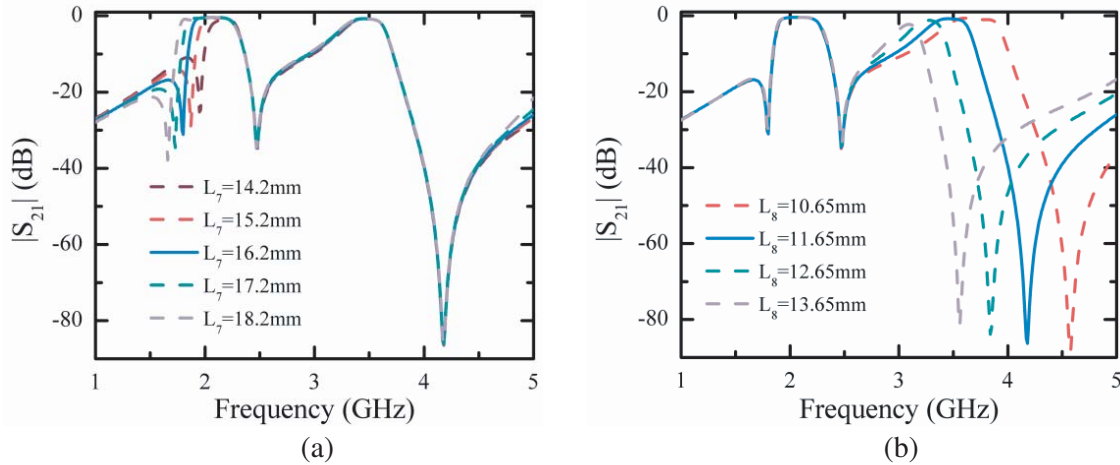 0
-20
-40
-60
-80
|S21| (dB)
L7=14.2mm
L7=15.2mm
L7=16.2mm
L7=17.2mm
L7=18.2mm
1 2 3 4 5
Frequency (GHz)
(a)
0
-20
-40
-60
-80
|S21| (dB)
L8=10.65mm
L8=11.65mm
L8=12.65mm
L8=13.65mm
1 2 3 4 5
Frequency (GHz)
(b)